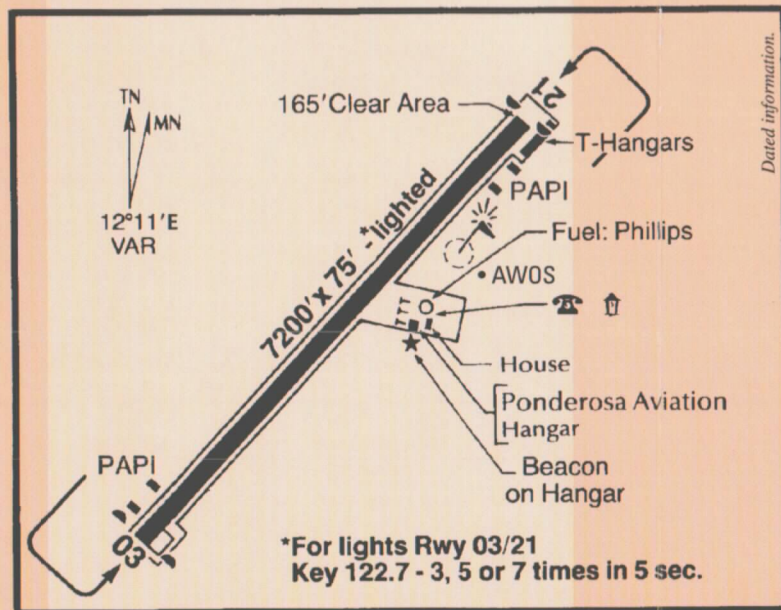 Dated information.
TN
MN
12°11'E
VAR
165' Clear Area
21
T-Hangars
PAPI
7200' x 75' - *lighted
Fuel: Phillips
• AWOS
TTT
House
Ponderosa Aviation
Hangar
Beacon
on Hangar
PAPI
03
*For lights Rwy 03/21
Key 122.7 - 3, 5 or 7 times in 5 sec.